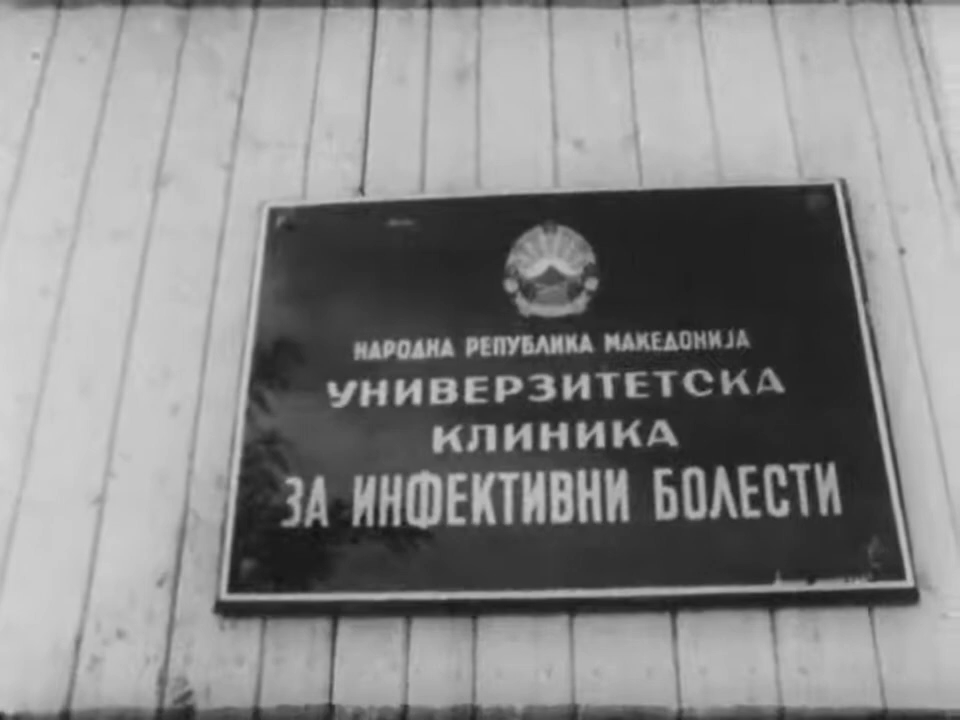 НАРОДНА РЕПУБЛИКА МАКЕДОНИЈА
УНИВЕРЗИТЕТСКА
КЛИНИКА
ЗА ИНФЕКТИВНИ БОЛЕСТИ